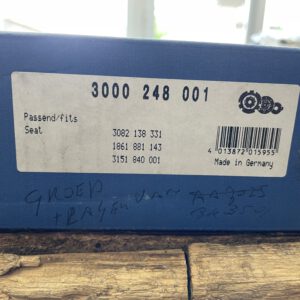 3000 248 001
Passend/fits
Seat
3082 138 331
1861 881 143
3151 840 001
4 013872 015955
Made in Germany